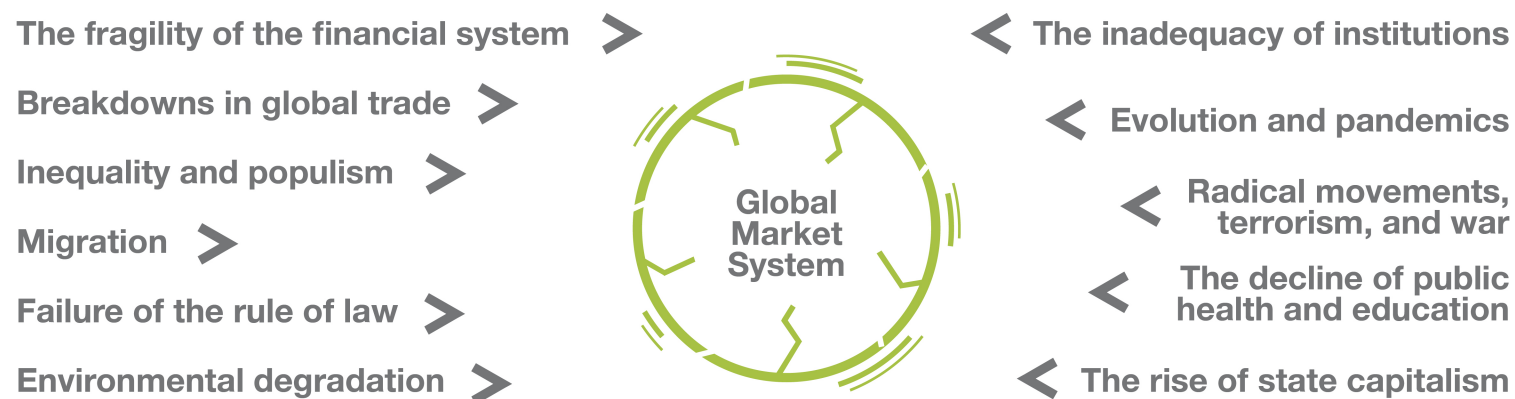 The fragility of the financial system
Breakdowns in global trade
Inequality and populism
Migration
Failure of the rule of law
Environmental degradation
Global
Market
System
The inadequacy of institutions
Evolution and pandemics
Radical movements,
terrorism, and war
The decline of public
health and education
The rise of state capitalism